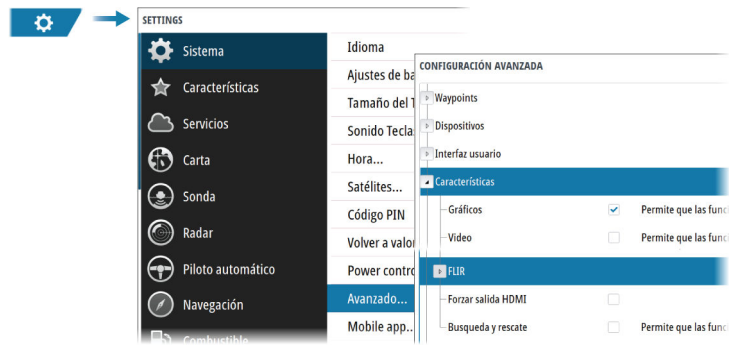 SETTINGS
Sistema
Características
Servicios
Carta
Sonda
Radar
Piloto automático
Navegación
Combustible
Idioma
Ajustes de ba
Tamaño del
Sonido Tecla
Hora...
Satélites...
Código PIN
Volver a valo
Power contro
Avanzado...
Mobile app..
CONFIGURACIÓN AVANZADA
Waypoints
Dispositivos
Interfaz usuario
Características
Gráficos Permite que las func
Video Permite que las func
FLIR
Forzar salida HDMI
Busqueda y rescate Permite que las func